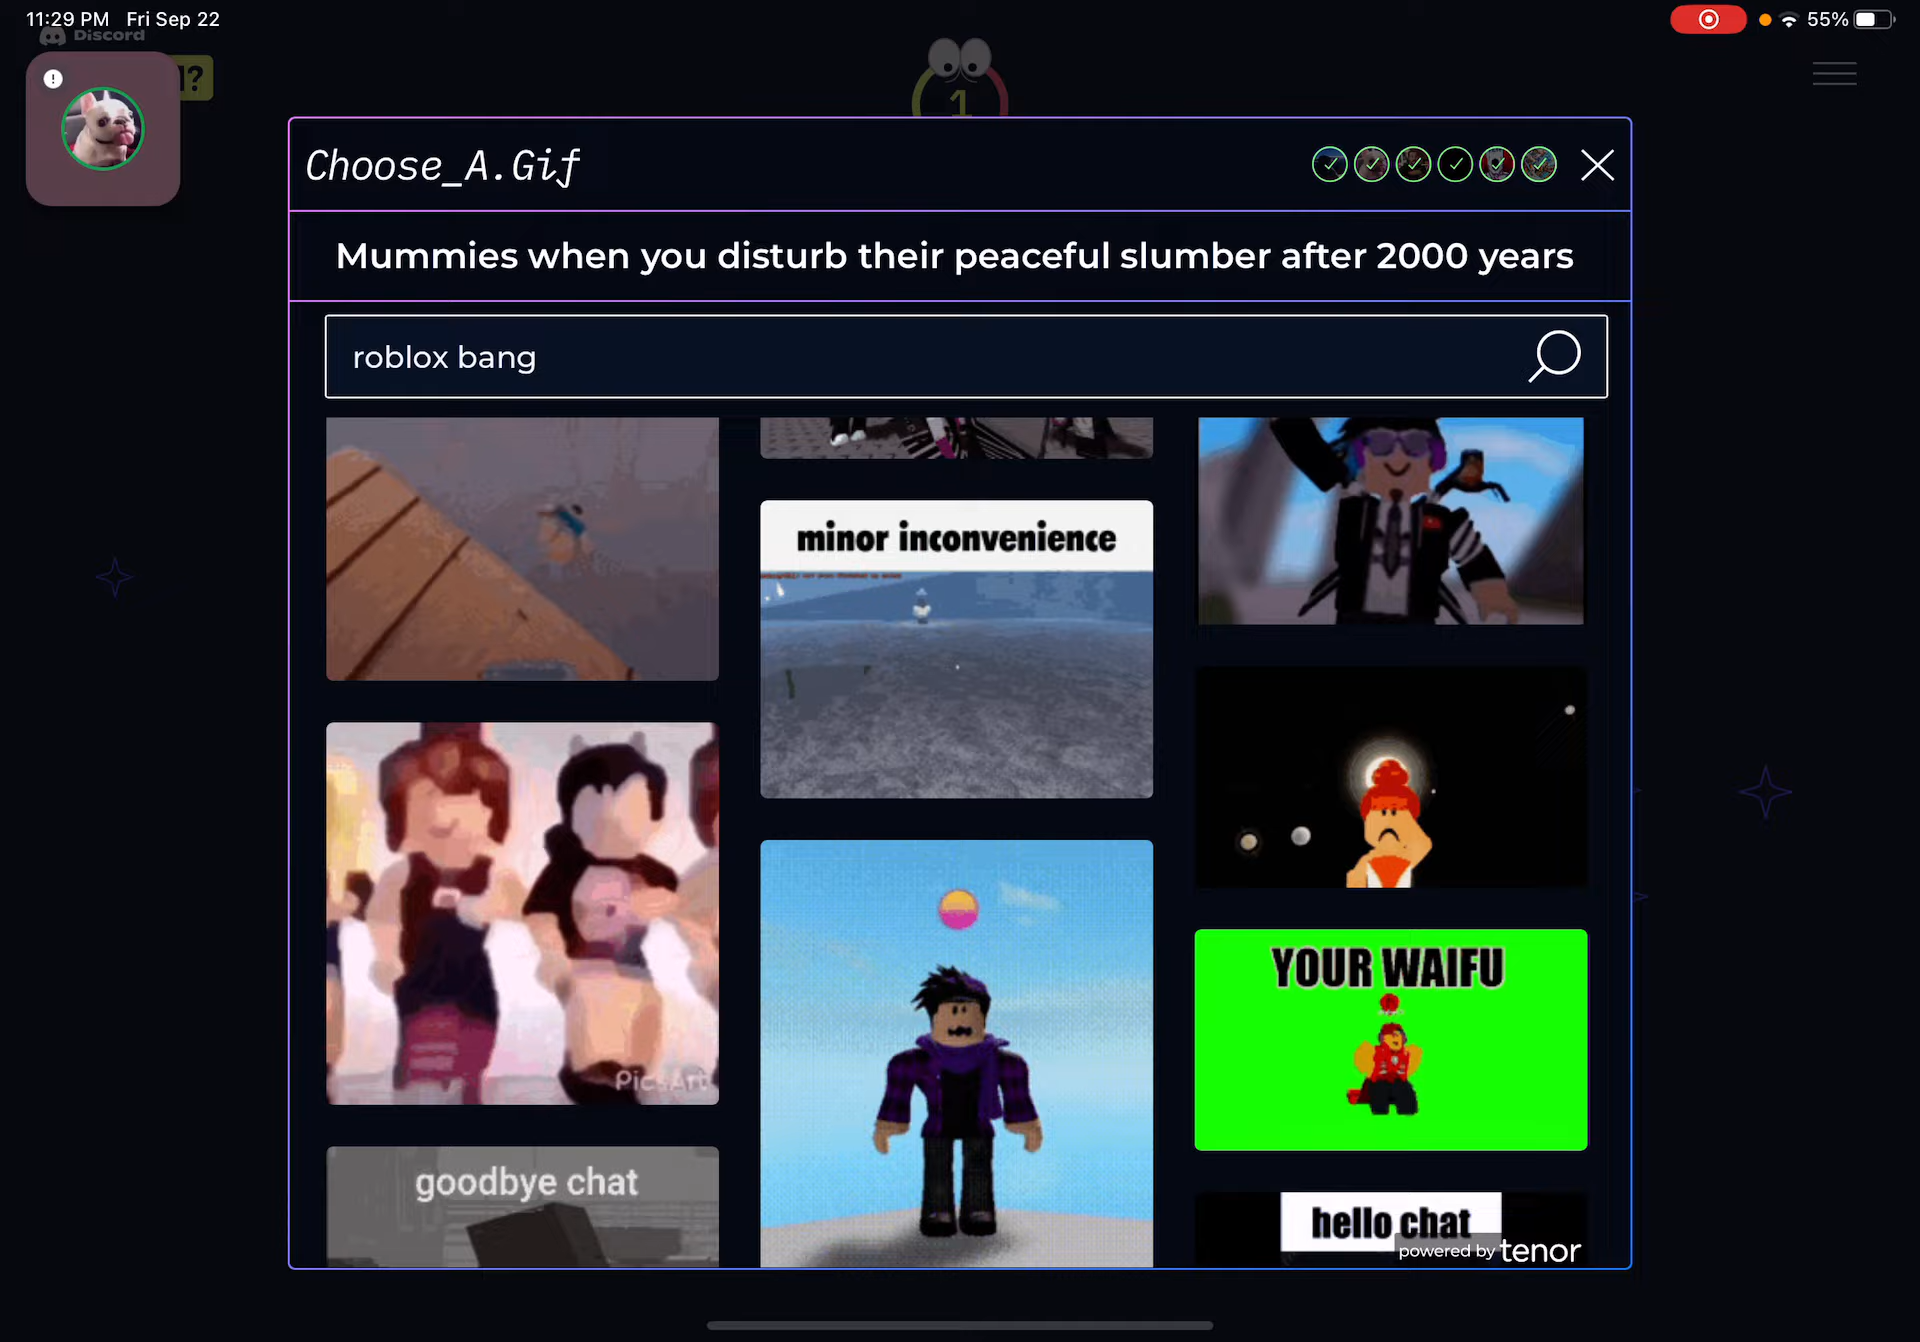 11:29 PM Fri Sep 22
55%
Discord
!
?
1
Choose_A.Gif
Mummies when you disturb their peaceful slumber after 2000 years
roblox bang
minor inconvenience
YOUR WAIFU
PicsArt
goodbye chat
hello chat
powered by tenor